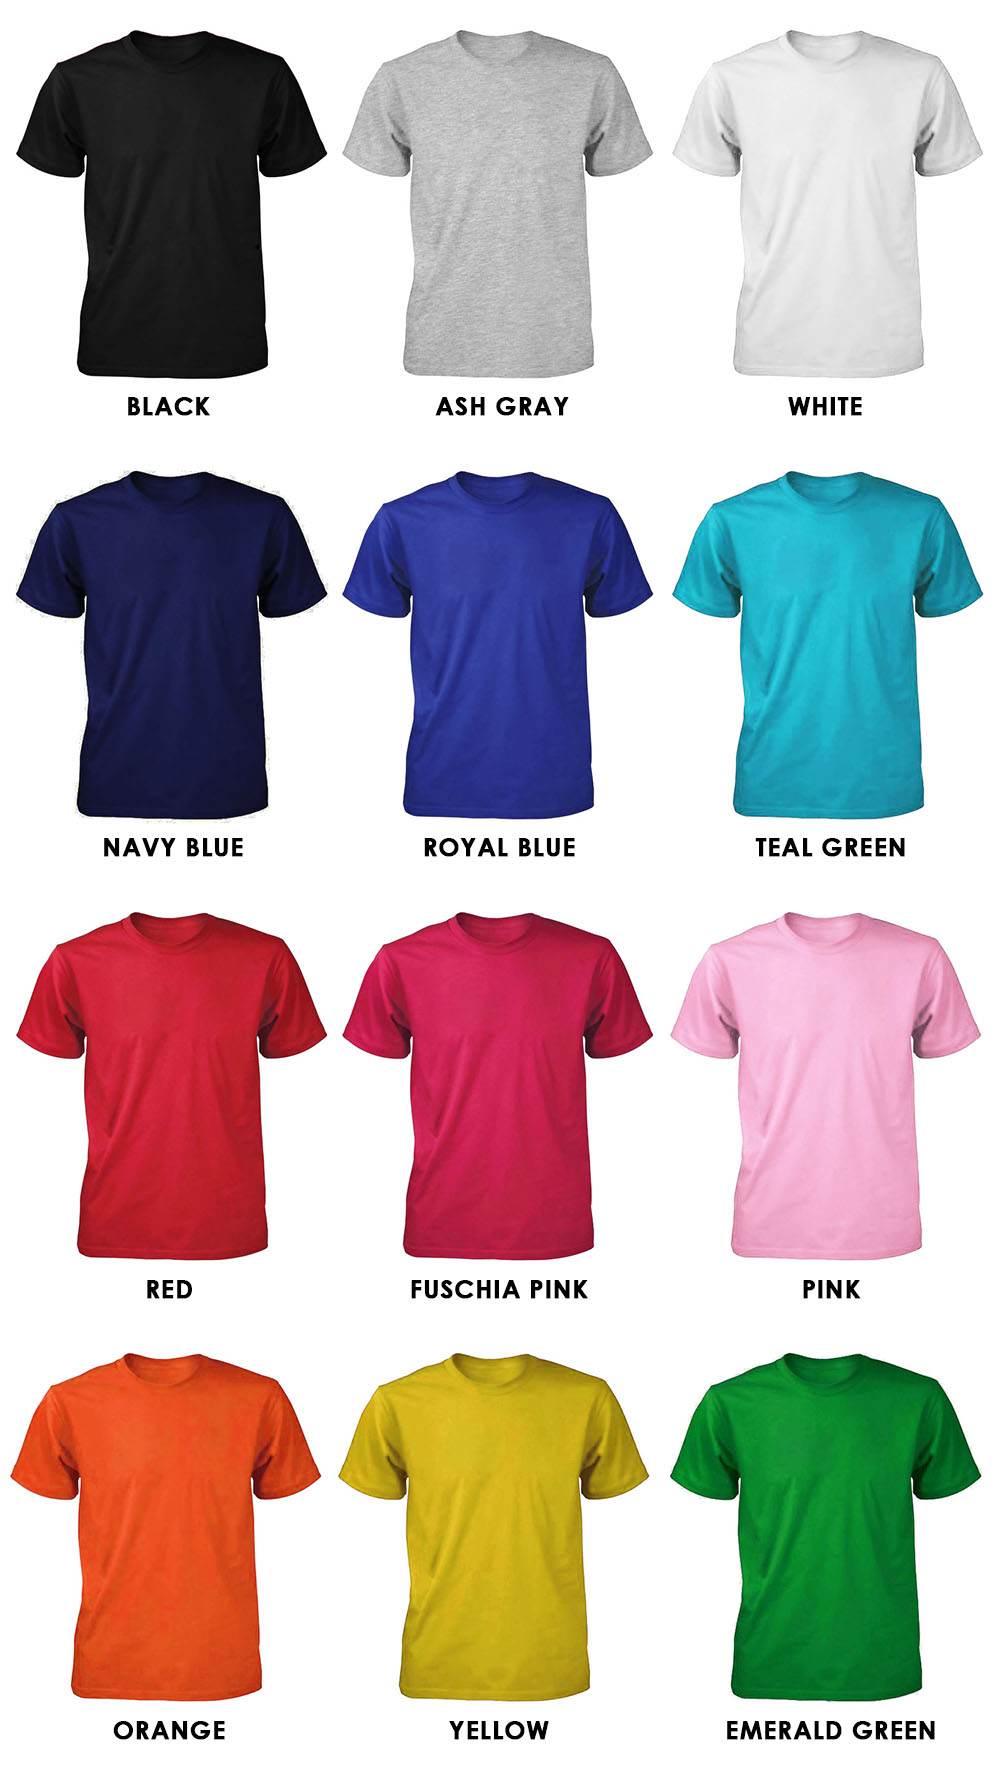 BLACK
ASH GRAY
WHITE
NAVY BLUE
ROYAL BLUE
TEAL GREEN
RED
FUSCHIA PINK
PINK
ORANGE
YELLOW
EMERALD GREEN